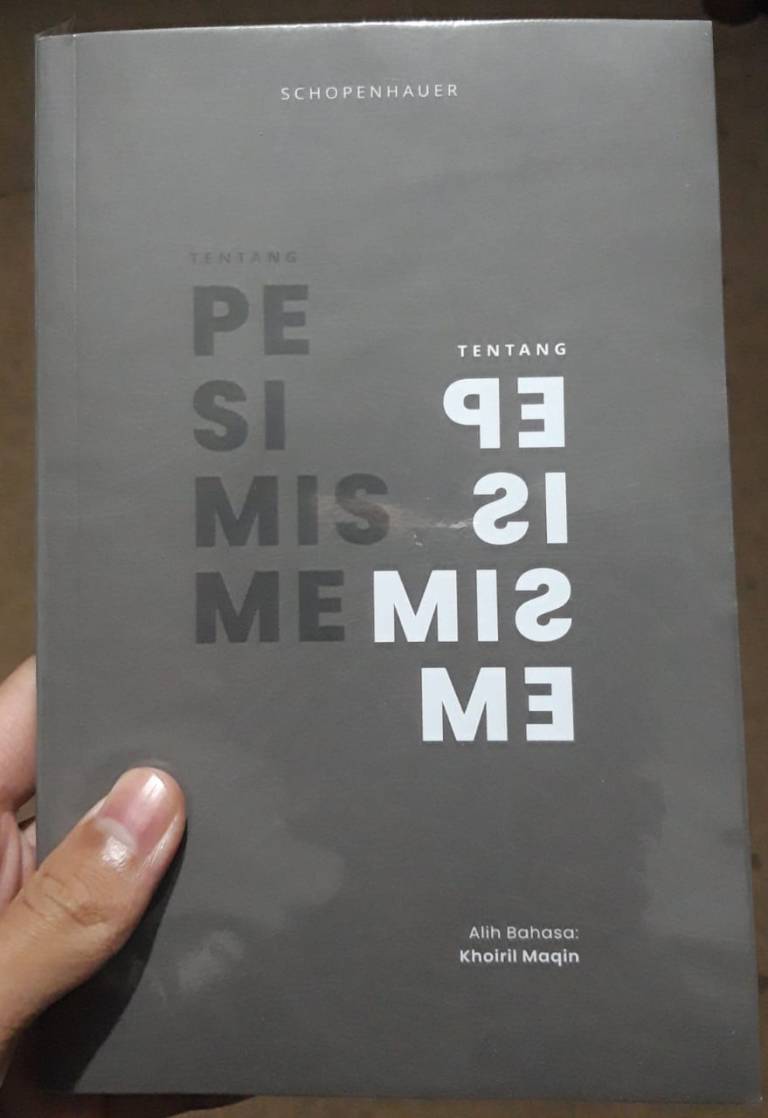 SCHOPENHAUER
TENTANG
PE
SI
MIS
ME
TENTANG
PE
SI
MIS
ME
Alih Bahasa:
Khoiril Maqin